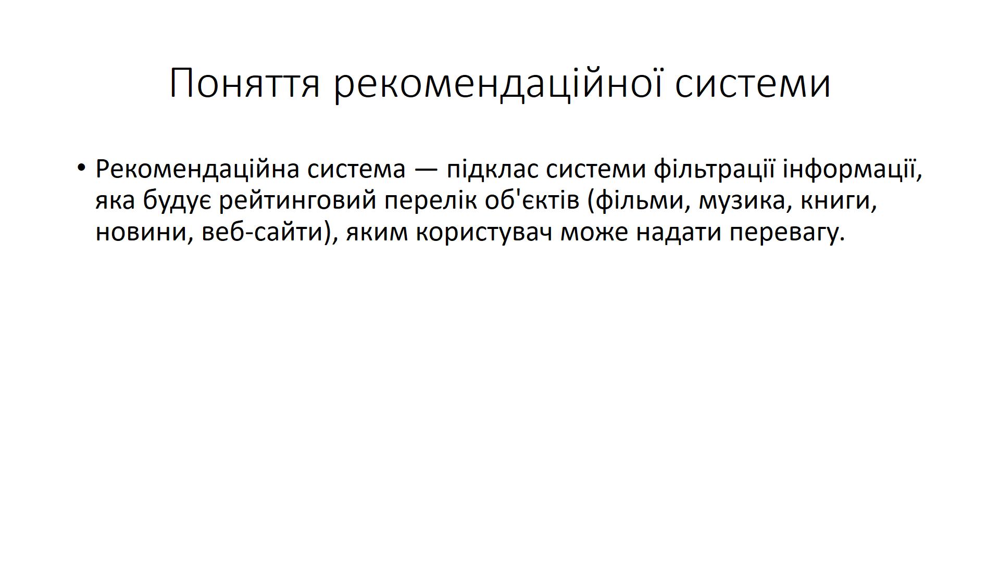 Поняття рекомендаційної системи
• Рекомендаційна система — підклас системи фільтрації інформації,
яка будує рейтинговий перелік об'єктів (фільми, музика, книги,
новини, веб-сайти), яким користувач може надати перевагу.